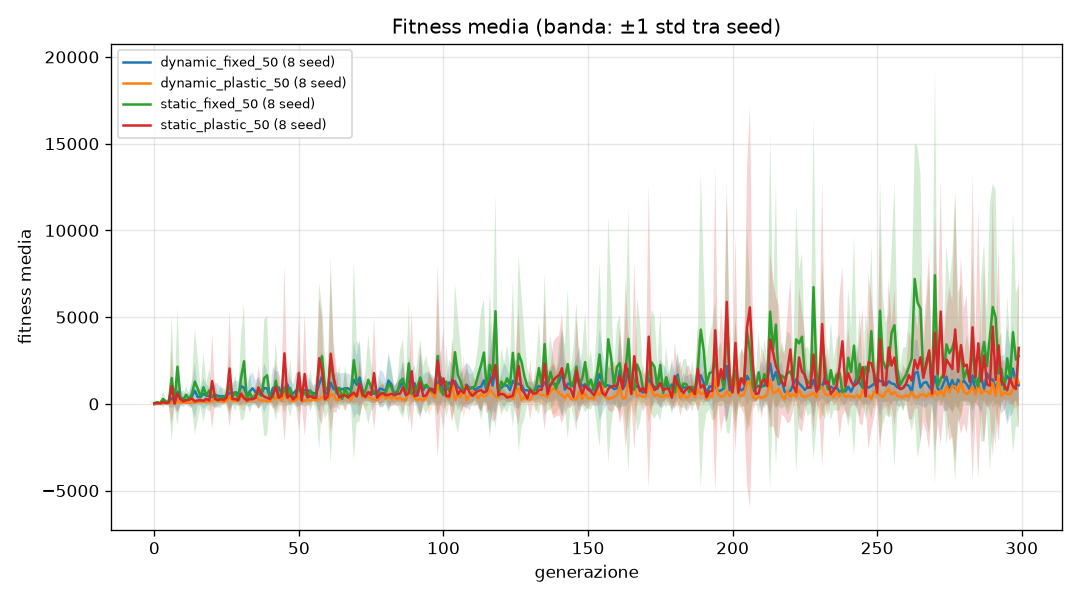 Fitness media (banda: ±1 std tra seed)
dynamic_fixed_50 (8 seed)
dynamic_plastic_50 (8 seed)
static_fixed_50 (8 seed)
static_plastic_50 (8 seed)
20000
15000
10000
5000
0
−5000
fitness media
0 50 100 150 200 250 300
generazione